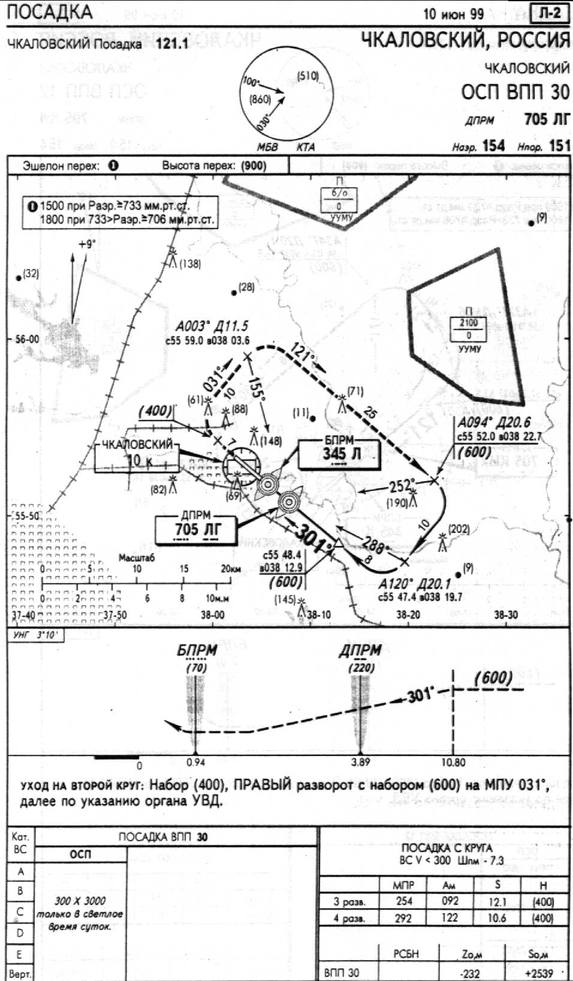 ПОСАДКА
10 июн 99
Л-2
ЧКАЛОВСКИЙ Посадка 121.1
ЧКАЛОВСКИЙ, РОССИЯ
ЧКАЛОВСКИЙ
ОСП ВПП 30
ДПРМ 705 ЛГ
Наэр. 154 Нпор. 151
100°
(510)
(860)
030°
МБВ КТА
Эшелон перех: ❶ Высота перех: (900)
❶ 1500 при Раэр.≥733 мм.рт.ст.
1800 при 733>Раэр.≥706 мм.рт.ст.
П
б/о
0
УУМУ
(9)
+9°
(138)
(32)
(28)
П
2100
0
УУМУ
56-00
А003° Д11.5
с55 59.0 в038 03.6
031°
10
155°
121°
(61)
(88)
(71)
25
(400)
(11)
А094° Д20.6
с55 52.0 в038 22.7
(600)
7
(148)
ЧКАЛОВСКИЙ
10 к
БПРМ
345 Л
(82)
(69)
252°
(190)
55-50
ДПРМ
705 ЛГ
301°
288°
8
10
(202)
с55 48.4
в038 12.9
(600)
А120° Д20.1
с55 47.4 в038 19.7
(9)
(145)
Масштаб
0 5 10 15 20км
0 2 4 6 8 10м.м
37-40 37-50 38-00 38-10 38-20 38-30
УНГ 3°10'
БПРМ
(70)
ДПРМ
(220)
(600)
301°
0 0.94 3.89 10.80
УХОД НА ВТОРОЙ КРУГ: Набор (400), ПРАВЫЙ разворот с набором (600) на МПУ 031°,
далее по указанию органа УВД.
Кат.
ВС
ПОСАДКА ВПП 30
ОСП
A
B
C
D
E
Верт.
300 X 3000
только в светлое
время суток.
ПОСАДКА С КРУГА
ВС V < 300 Шпм - 7.3
МПР Ам S Н
3 разв. 254 092 12.1 (400)
4 разв. 292 122 10.6 (400)
РСБН Zо,м Sо,м
ВПП 30 -232 +2539